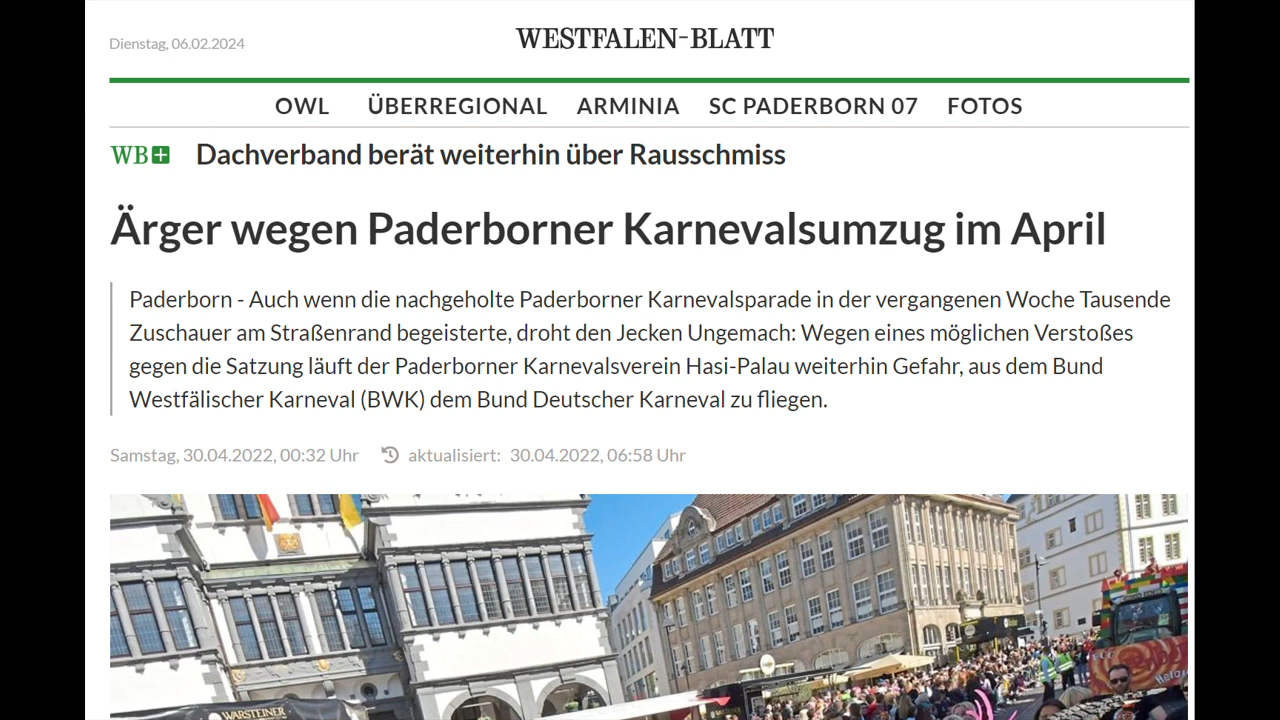 Dienstag, 06.02.2024
WESTFALEN-BLATT
OWL ÜBERREGIONAL ARMINIA SC PADERBORN 07 FOTOS
WB+ Dachverband berät weiterhin über Rausschmiss
Ärger wegen Paderborner Karnevalsumzug im April
Paderborn - Auch wenn die nachgeholte Paderborner Karnevalsparade in der vergangenen Woche Tausende
Zuschauer am Straßenrand begeisterte, droht den Jecken Ungemach: Wegen eines möglichen Verstoßes
gegen die Satzung läuft der Paderborner Karnevalsverein Hasi-Palau weiterhin Gefahr, aus dem Bund
Westfälischer Karneval (BWK) dem Bund Deutscher Karneval zu fliegen.
Samstag, 30.04.2022, 00:32 Uhr aktualisiert: 30.04.2022, 06:58 Uhr
WARSTEINER